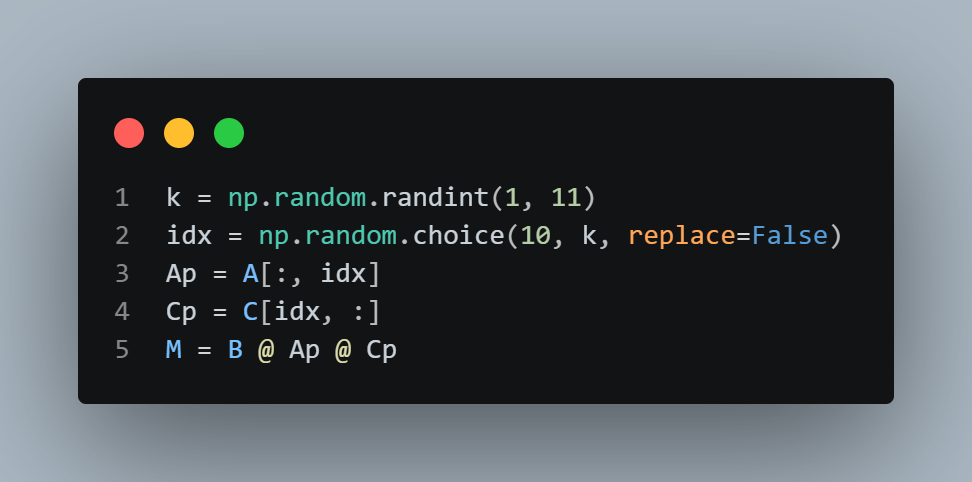 1 k = np.random.randint(1, 11)
2 idx = np.random.choice(10, k, replace=False)
3 Ap = A[:, idx]
4 Cp = C[idx, :]
5 M = B @ Ap @ Cp